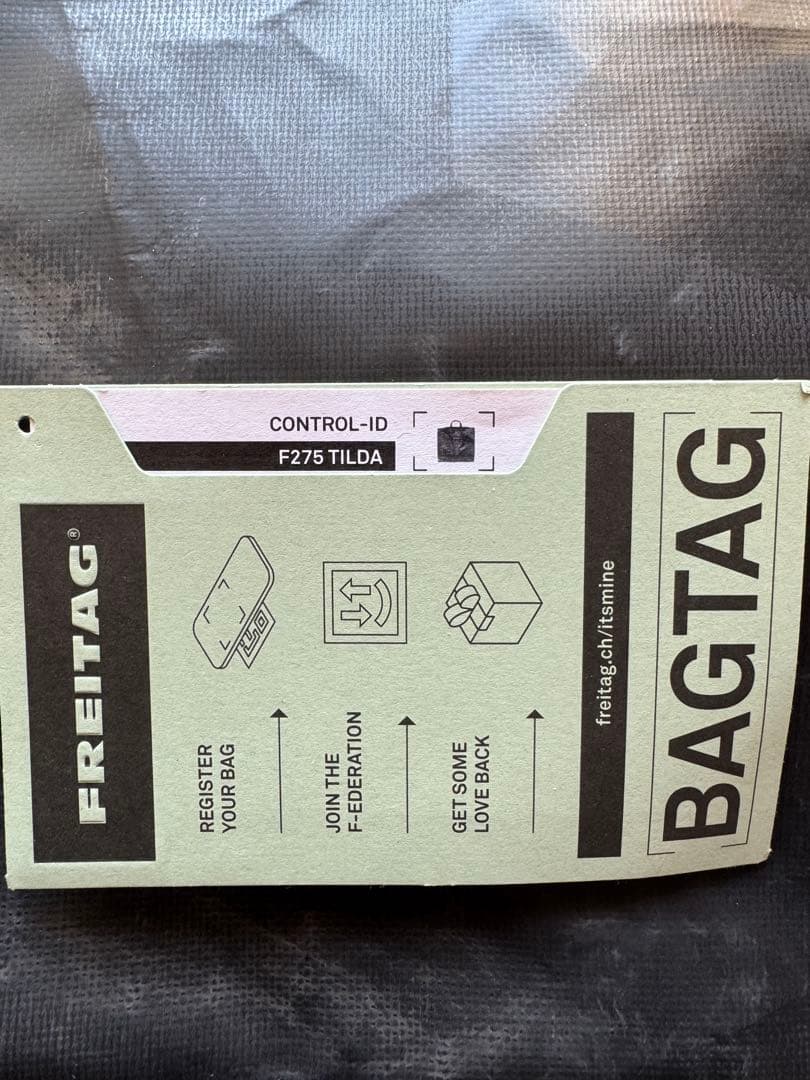 CONTROL-ID
F275 TILDA
FREITAG®
REGISTER
YOUR BAG
JOIN THE
F-EDERATION
GET SOME
LOVE BACK
freitag.ch/itsmine
BAGTAG